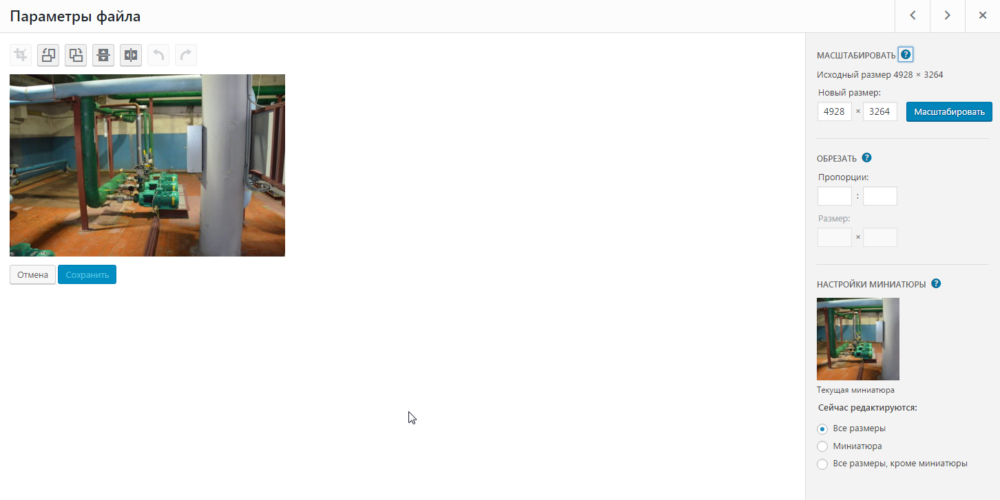 Параметры файла
МАСШТАБИРОВАТЬ ?
Исходный размер 4928 × 3264
Новый размер:
4928 × 3264 Масштабировать
ОБРЕЗАТЬ ?
Пропорции:
:
Размер:
×
Отмена Сохранить
НАСТРОЙКИ МИНИАТЮРЫ ?
Текущая миниатюра
Сейчас редактируются:
Все размеры
Миниатюра
Все размеры, кроме миниатюры